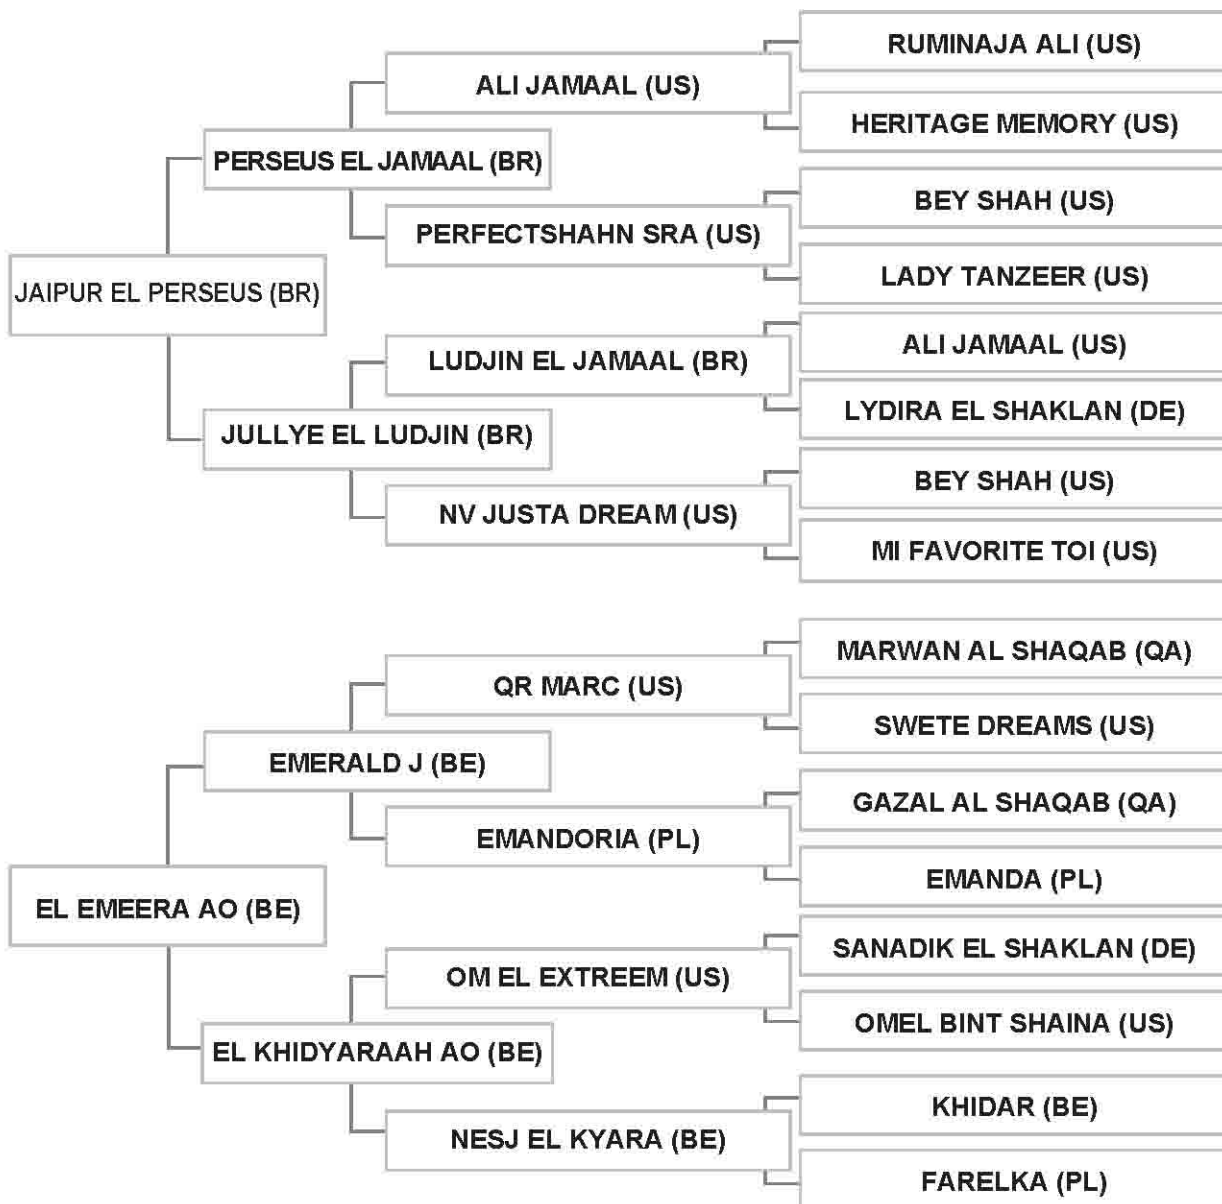 RUMINAJA ALI (US)
ALI JAMAAL (US)
HERITAGE MEMORY (US)
PERSEUS EL JAMAAL (BR)
BEY SHAH (US)
PERFECTSHAHN SRA (US)
LADY TANZEER (US)
JAIPUR EL PERSEUS (BR)
ALI JAMAAL (US)
LUDJIN EL JAMAAL (BR)
LYDIRA EL SHAKLAN (DE)
JULLYE EL LUDJIN (BR)
BEY SHAH (US)
NV JUSTA DREAM (US)
MI FAVORITE TOI (US)
MARWAN AL SHAQAB (QA)
QR MARC (US)
SWETE DREAMS (US)
EMERALD J (BE)
GAZAL AL SHAQAB (QA)
EMANDORIA (PL)
EMANDA (PL)
EL EMEERA AO (BE)
SANADIK EL SHAKLAN (DE)
OM EL EXTREEM (US)
OMEL BINT SHAINA (US)
EL KHIDYARAAH AO (BE)
KHIDAR (BE)
NESJ EL KYARA (BE)
FARELKA (PL)